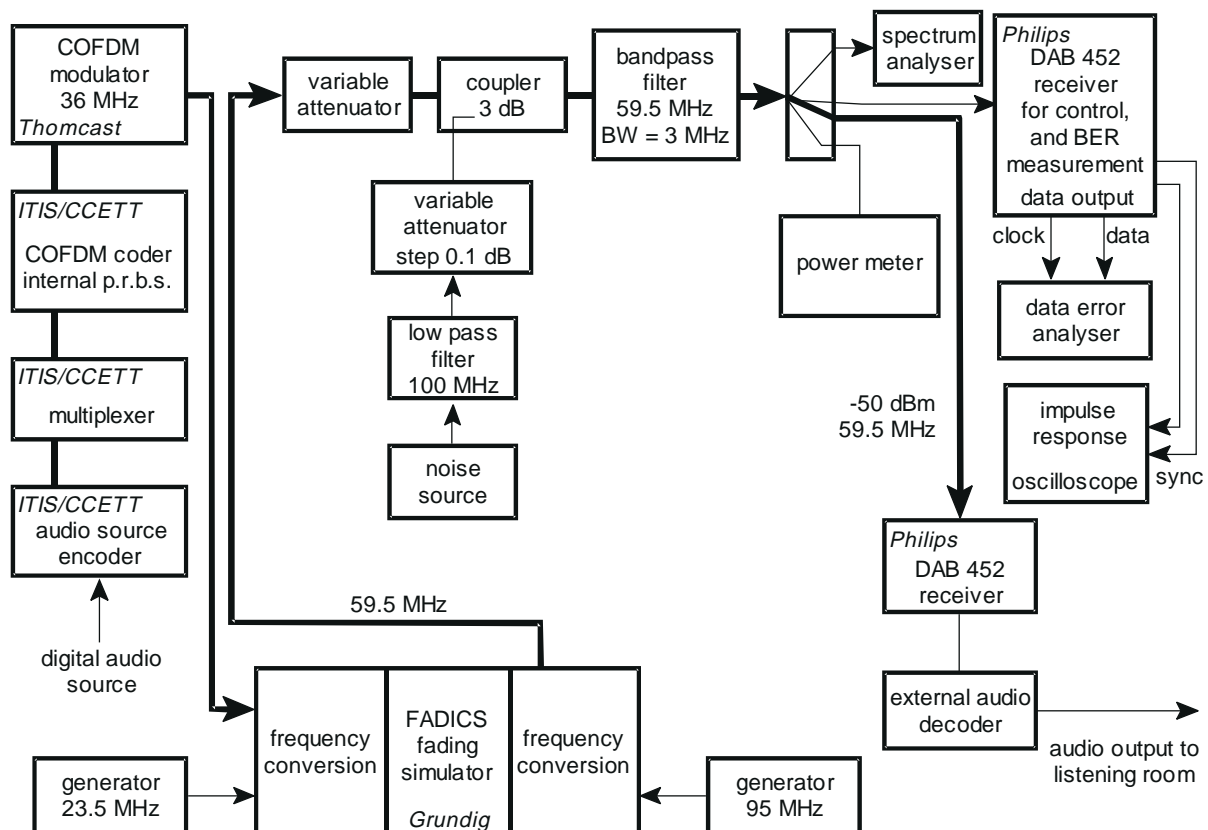 COFDM
modulator
36 MHz
Thomcast
ITIS/CCETT
COFDM coder
internal p.r.b.s.
ITIS/CCETT
multiplexer
ITIS/CCETT
audio source
encoder
digital audio
source
variable
attenuator
coupler
3 dB
bandpass
filter
59.5 MHz
BW = 3 MHz
variable
attenuator
step 0.1 dB
low pass
filter
100 MHz
noise
source
spectrum
analyser
power meter
Philips
DAB 452
receiver
for control,
and BER
measurement
data output
clock
data
data error
analyser
impulse
response
oscilloscope
sync
-50 dBm
59.5 MHz
Philips
DAB 452
receiver
external audio
decoder
audio output to
listening room
59.5 MHz
frequency
conversion
FADICS
fading
simulator
Grundig
frequency
conversion
generator
23.5 MHz
generator
95 MHz